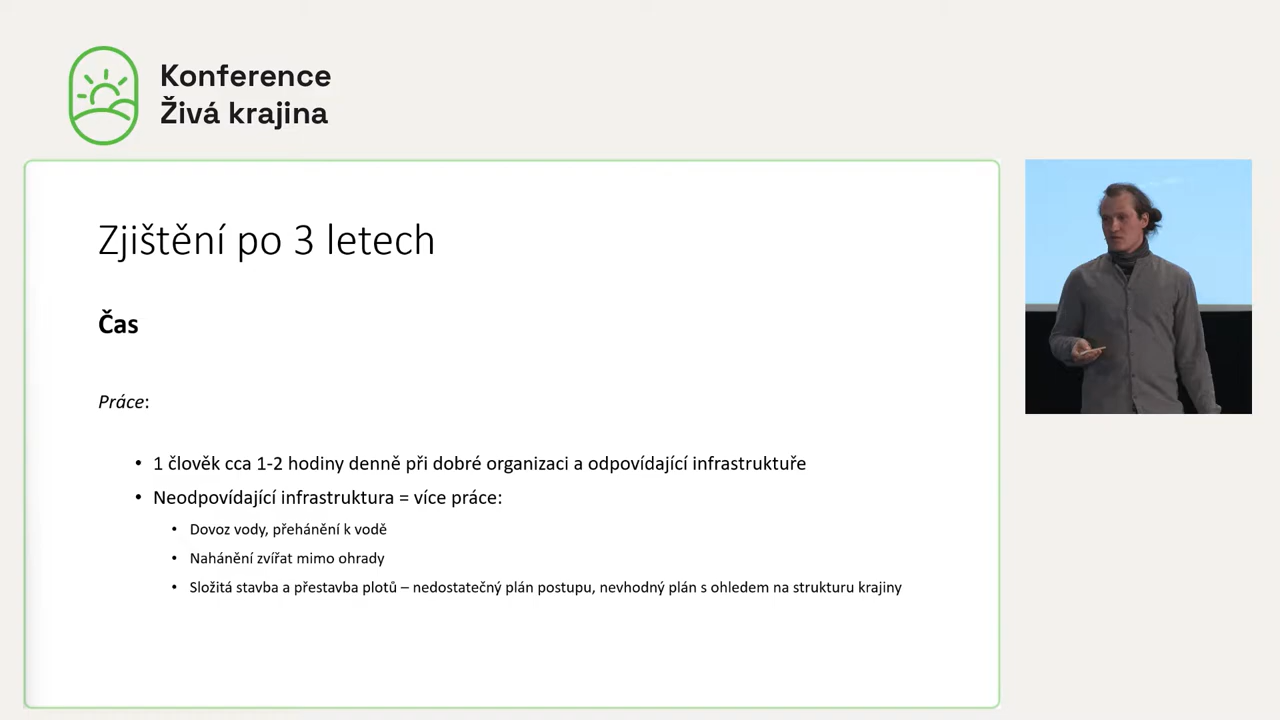 Konference
Živá krajina
Zjištění po 3 letech
Čas
Práce:
• 1 člověk cca 1-2 hodiny denně při dobré organizaci a odpovídající infrastruktuře
• Neodpovídající infrastruktura = více práce:
• Dovoz vody, přehánění k vodě
• Nahánění zvířat mimo ohrady
• Složitá stavba a přestavba plotů – nedostatečný plán postupu, nevhodný plán s ohledem na strukturu krajiny